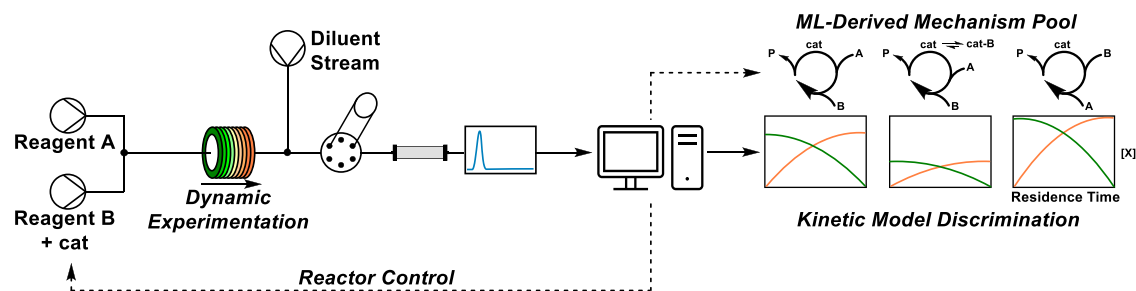 ML-Derived Mechanism Pool
Diluent
Stream
P
cat
A
B
P
cat
cat-B
A
B
P
cat
B
A
Reagent A
Reagent B
+ cat
Dynamic
Experimentation
[X]
Residence Time
Kinetic Model Discrimination
Reactor Control